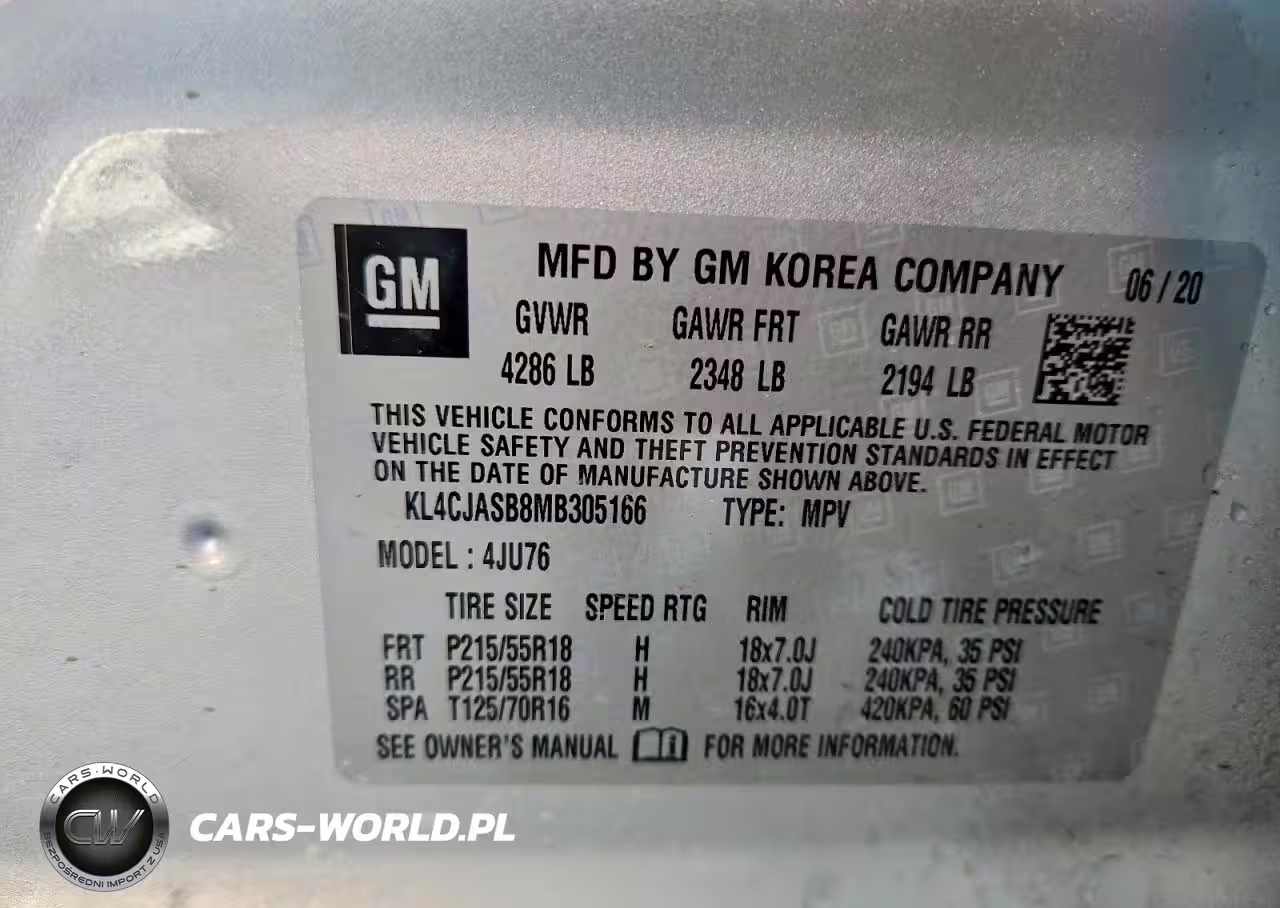 GM
MFD BY GM KOREA COMPANY 06 / 20
GVWR GAWR FRT GAWR RR
4286 LB 2348 LB 2194 LB
THIS VEHICLE CONFORMS TO ALL APPLICABLE U.S. FEDERAL MOTOR
VEHICLE SAFETY AND THEFT PREVENTION STANDARDS IN EFFECT
ON THE DATE OF MANUFACTURE SHOWN ABOVE.
KL4CJASB8MB305166 TYPE: MPV
MODEL : 4JU76
TIRE SIZE SPEED RTG RIM COLD TIRE PRESSURE
FRT P215/55R18 H 18x7.0J 240KPA, 35 PSI
RR P215/55R18 H 18x7.0J 240KPA, 35 PSI
SPA T125/70R16 M 16x4.0T 420KPA, 60 PSI
SEE OWNER'S MANUAL FOR MORE INFORMATION.
CARS-WORLD
CW
BEZPOŚREDNI IMPORT Z USA
CARS-WORLD.PL